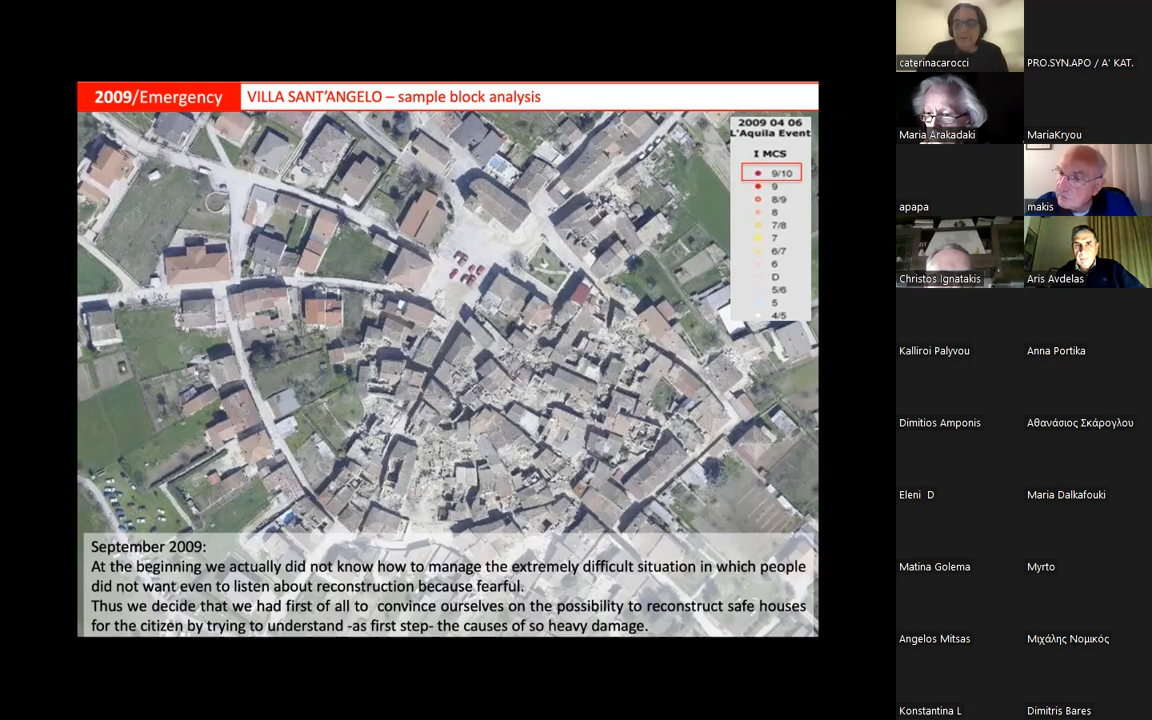 2009/Emergency
VILLA SANT'ANGELO – sample block analysis
2009 04 06
L'Aquila Event
I MCS
9/10
9
8/9
8
7/8
7
6/7
6
D
5/6
5
4/5
September 2009:
At the beginning we actually did not know how to manage the extremely difficult situation in which people
did not want even to listen about reconstruction because fearful.
Thus we decide that we had first of all to convince ourselves on the possibility to reconstruct safe houses
for the citizen by trying to understand -as first step- the causes of so heavy damage.
caterinacarocci
PRO.SYN.APO / A' KAT.
Maria Arakadaki
MariaKryou
apapa
makis
Christos Ignatakis
Aris Avdelas
Kalliroi Palyvou
Anna Portika
Dimitios Amponis
Αθανάσιος Σκάρογλου
Eleni D
Maria Dalkafouki
Matina Golema
Myrto
Angelos Mitsas
Μιχάλης Νομικός
Konstantina L
Dimitris Bares